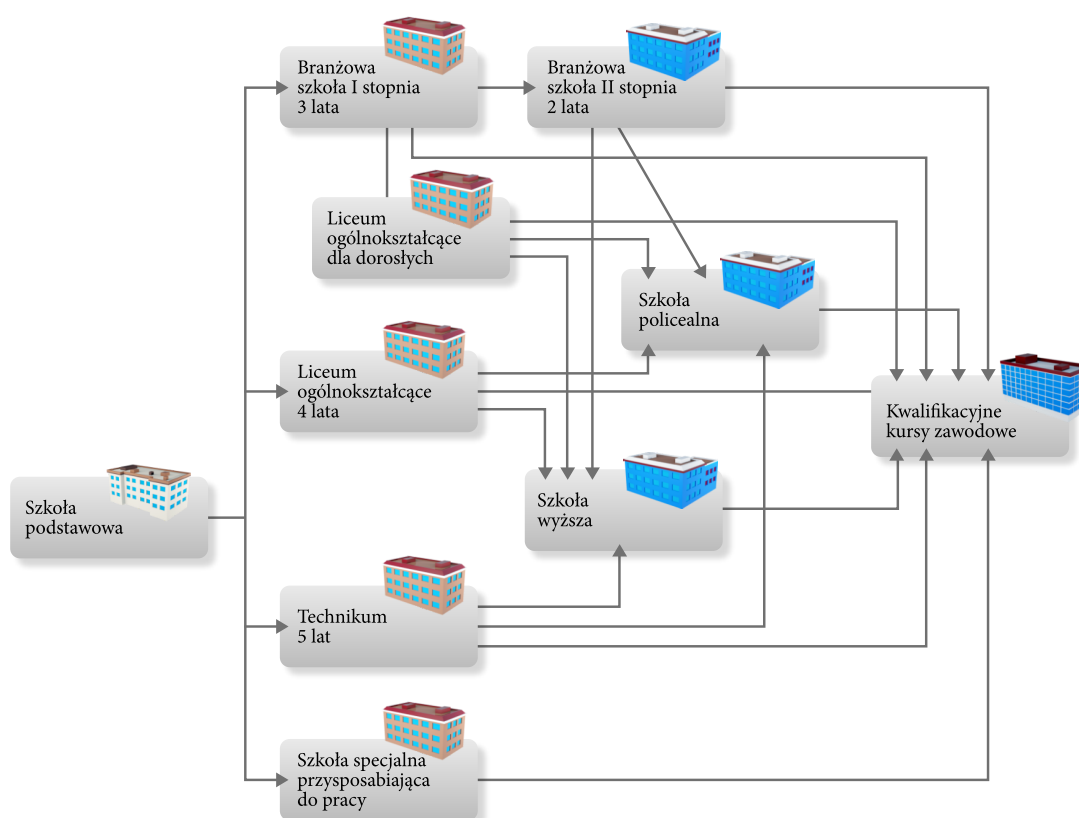 Branżowa
szkoła I stopnia
3 lata
Branżowa
szkoła II stopnia
2 lata
Liceum
ogólnokształcące
dla dorosłych
Szkoła
policealna
Liceum
ogólnokształcące
4 lata
Kwalifikacyjne
kursy zawodowe
Szkoła
podstawowa
Szkoła
wyższa
Technikum
5 lat
Szkoła specjalna
przysposabiająca
do pracy